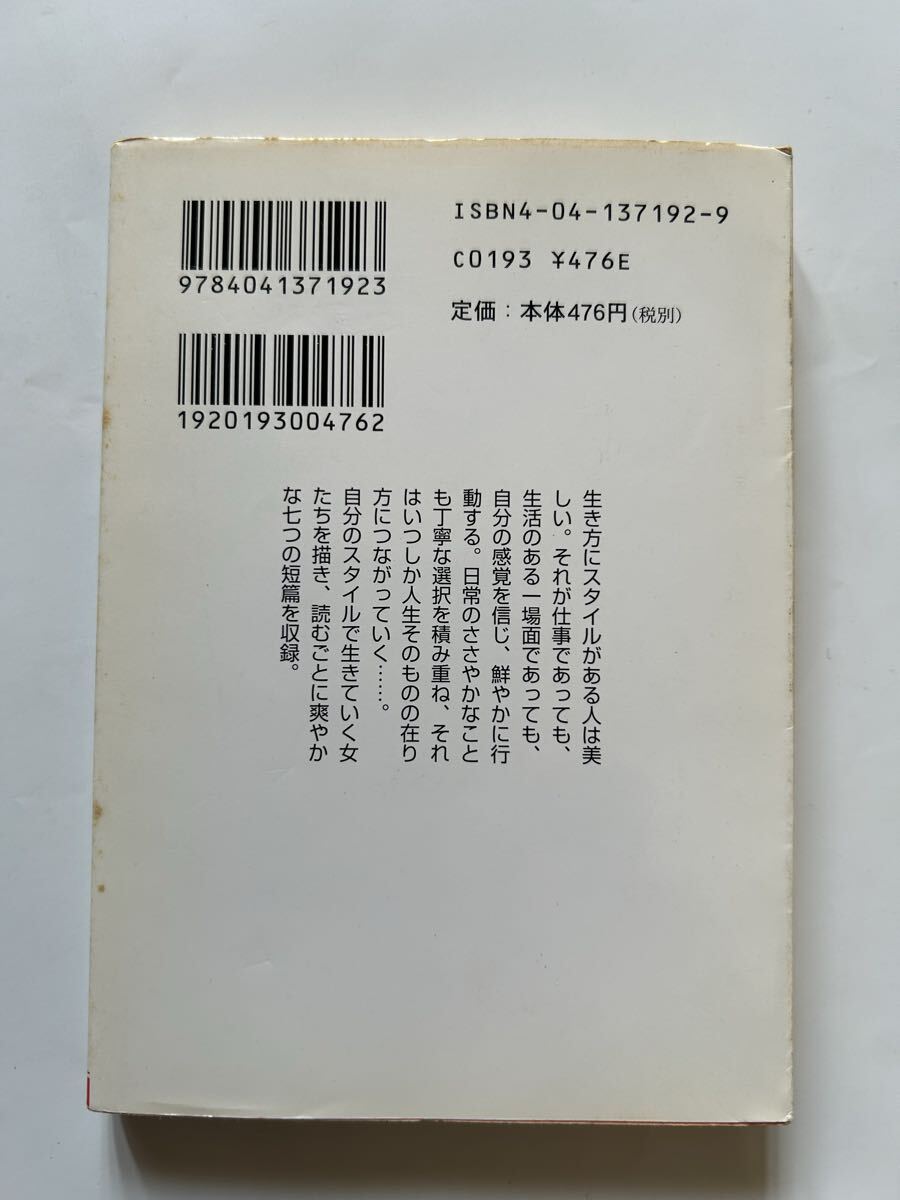 ISBN4-04-137192-9
C0193 ¥476E
定価：本体476円（税別）
9784041371923
1920193004762
生き方にスタイルがある人は美
しい。それが仕事であっても、
生活のある一場面であっても、
自分の感覚を信じ、鮮やかに行
動する。日常のささやかなこと
も丁寧な選択を積み重ね、それ
はいつしか人生そのものの在り
方につながっていく……。
自分のスタイルで生きていく女
たちを描き、読むごとに爽やか
な七つの短篇を収録。